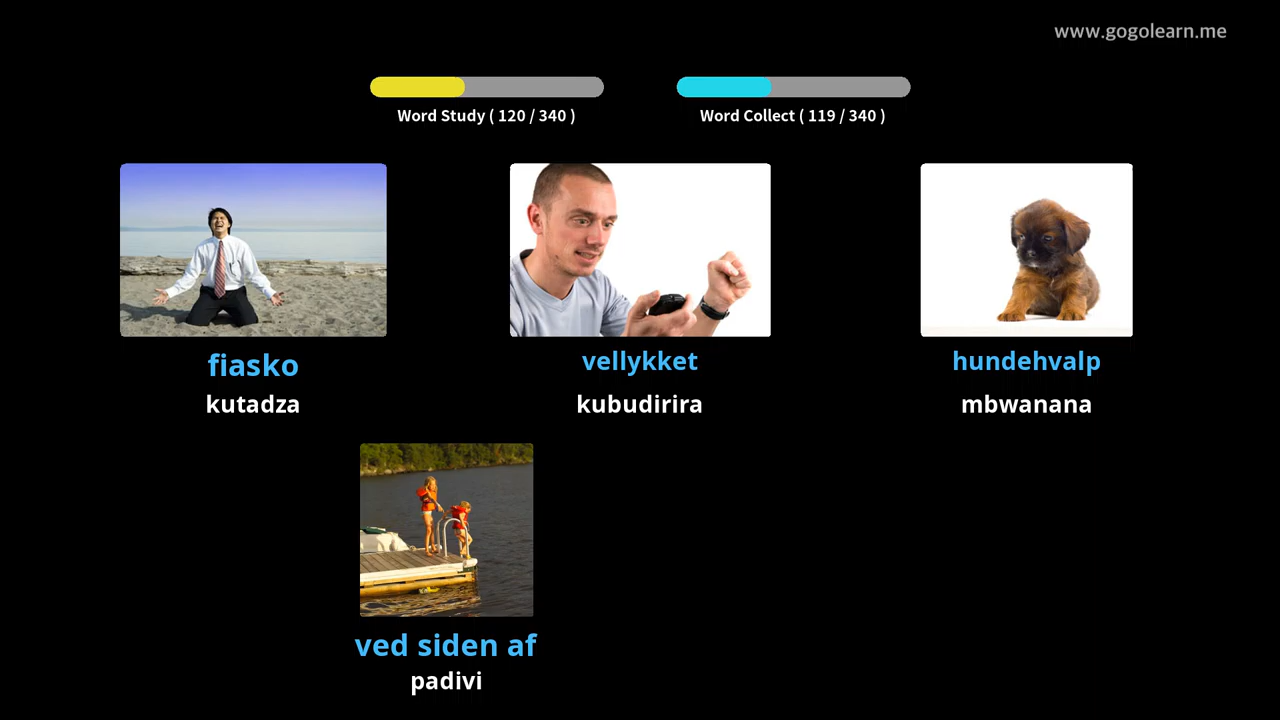 www.gogolearn.me
Word Study ( 120 / 340 )
Word Collect ( 119 / 340 )
fiasko
kutadza
vellykket
kubudirira
hundehvalp
mbwanana
ved siden af
padivi